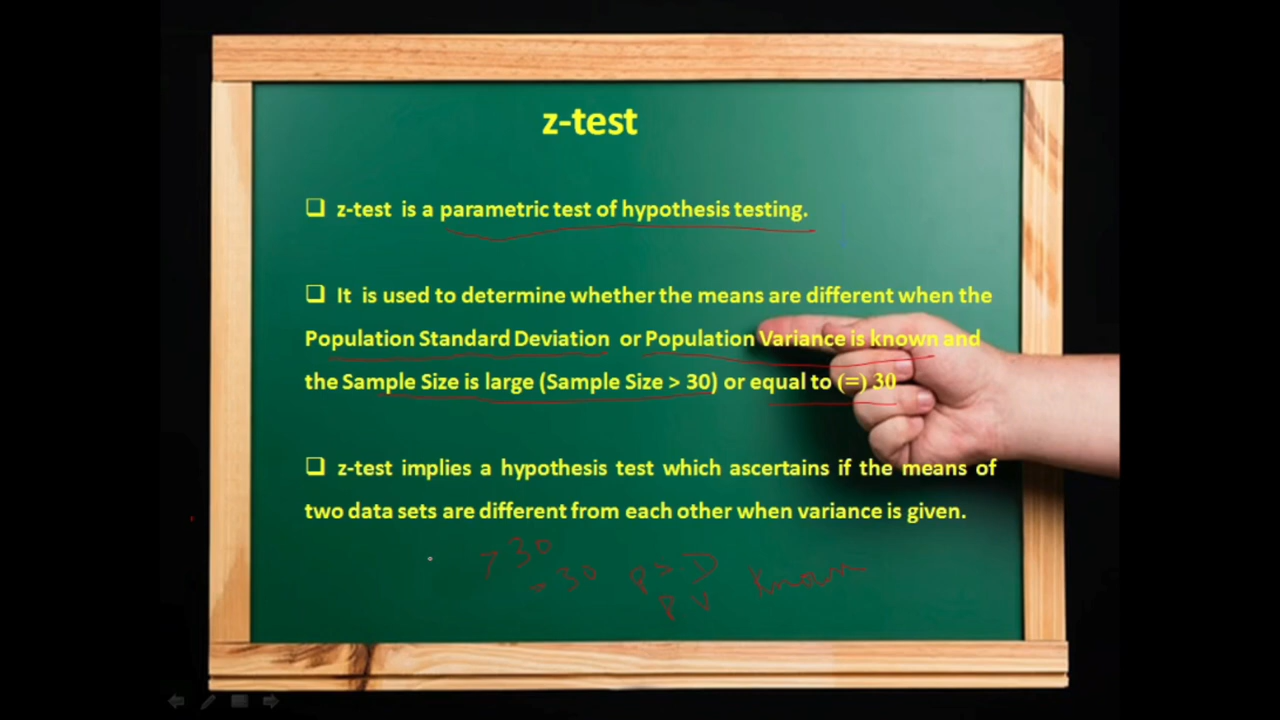 z-test
❑ z-test is a parametric test of hypothesis testing.
❑ It is used to determine whether the means are different when the
Population Standard Deviation or Population Variance is known and
the Sample Size is large (Sample Size > 30) or equal to (=) 30
❑ z-test implies a hypothesis test which ascertains if the means of
two data sets are different from each other when variance is given.
> 30
= 30 P S D known
P V